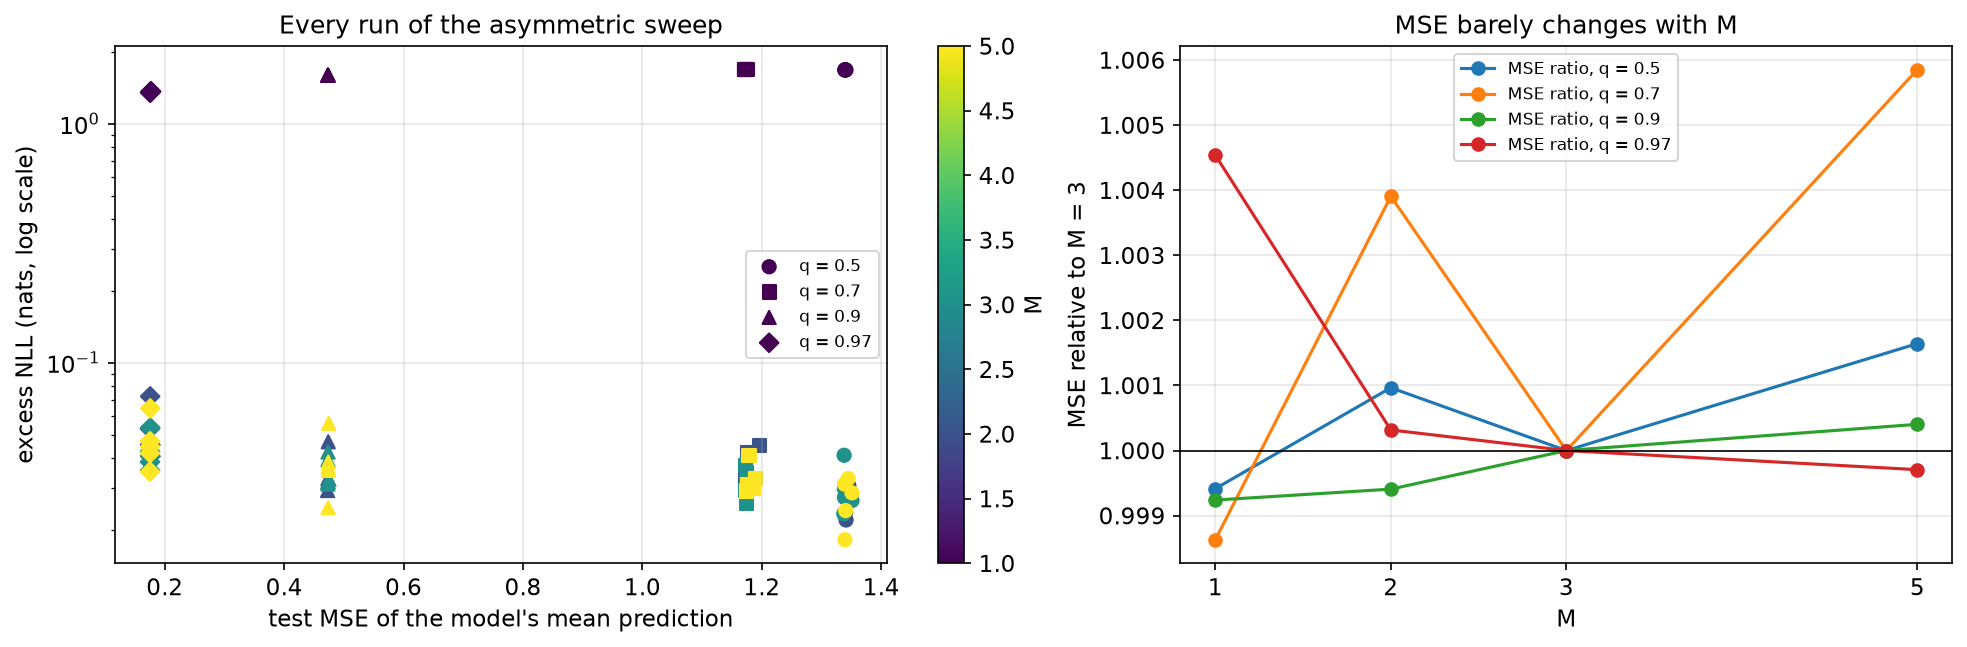 Every run of the asymmetric sweep
excess NLL (nats, log scale)
10⁰
10⁻¹
q = 0.5
q = 0.7
q = 0.9
q = 0.97
0.2 0.4 0.6 0.8 1.0 1.2 1.4
test MSE of the model's mean prediction
5.0
4.5
4.0
3.5
3.0
2.5
2.0
1.5
1.0
M
MSE barely changes with M
MSE relative to M = 3
1.006
1.005
1.004
1.003
1.002
1.001
1.000
0.999
MSE ratio, q = 0.5
MSE ratio, q = 0.7
MSE ratio, q = 0.9
MSE ratio, q = 0.97
1 2 3 5
M